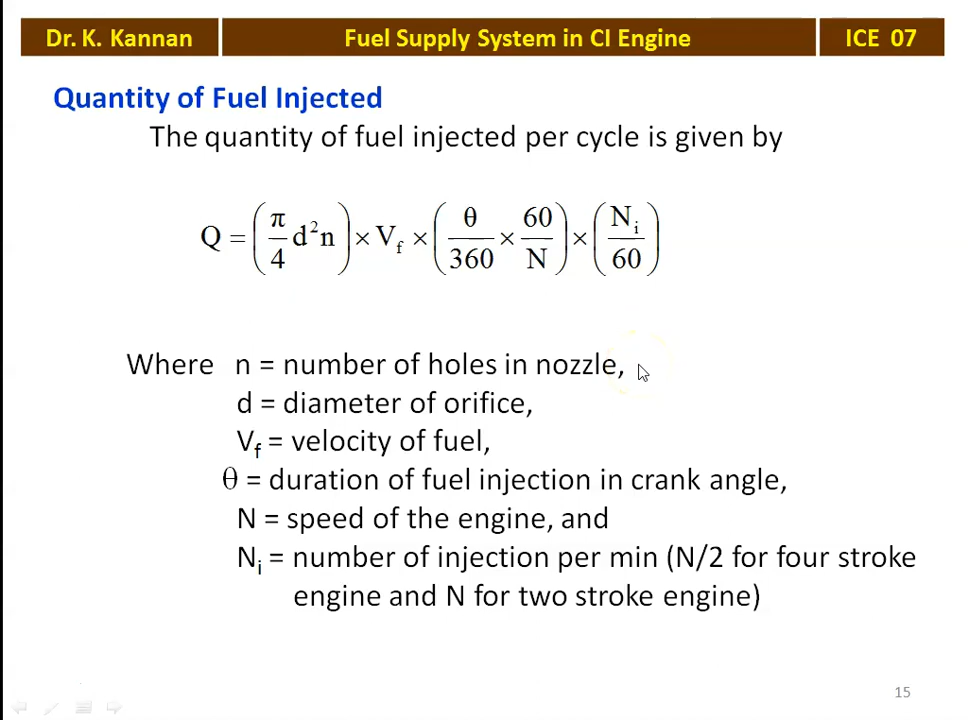 Dr. K. Kannan
Fuel Supply System in CI Engine
ICE 07
Quantity of Fuel Injected
The quantity of fuel injected per cycle is given by
Q = (π/4 d²n) × V_f × (θ/360 × 60/N) × (N_i/60)
Where n = number of holes in nozzle,
d = diameter of orifice,
V_f = velocity of fuel,
θ = duration of fuel injection in crank angle,
N = speed of the engine, and
N_i = number of injection per min (N/2 for four stroke
engine and N for two stroke engine)
15